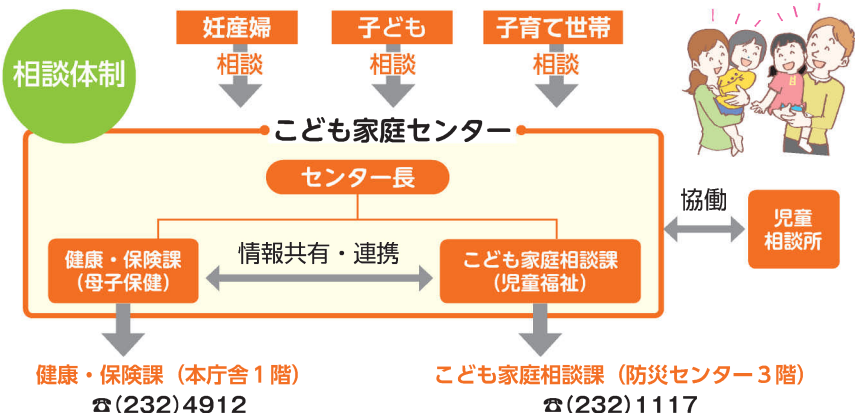 相談体制
妊産婦
子ども
子育て世帯
相談
相談
相談
こども家庭センター
センター長
健康・保険課
(母子保健)
情報共有・連携
こども家庭相談課
(児童福祉)
協働
児童
相談所
健康・保険課（本庁舎１階）
☎(232)4912
こども家庭相談課（防災センター３階）
☎(232)1117